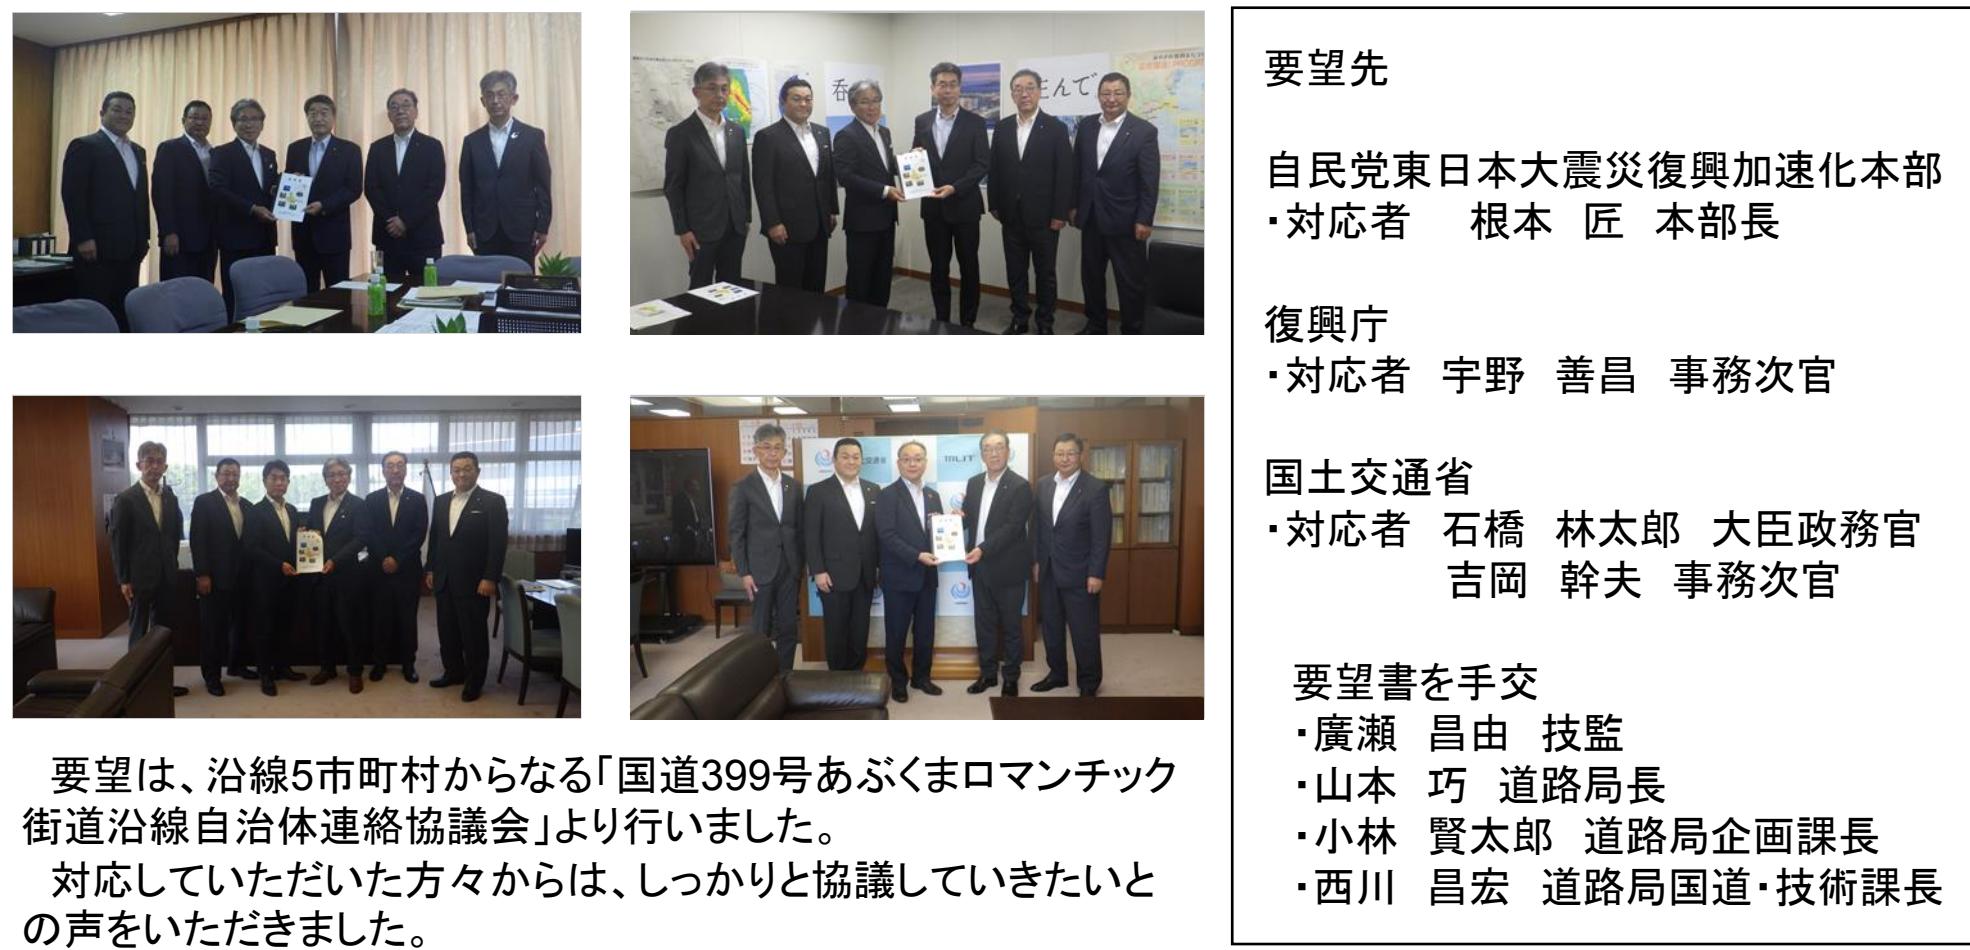 呑
んで
国土交通省
MLIT
要望は、沿線5市町村からなる「国道399号あぶくまロマンチック
街道沿線自治体連絡協議会」より行いました。
対応していただいた方々からは、しっかりと協議していきたいと
の声をいただきました。
要望先
自民党東日本大震災復興加速化本部
・対応者　根本　匠　本部長
復興庁
・対応者　宇野　善昌　事務次官
国土交通省
・対応者　石橋　林太郎　大臣政務官
吉岡　幹夫　事務次官
要望書を手交
・廣瀬　昌由　技監
・山本　巧　道路局長
・小林　賢太郎　道路局企画課長
・西川　昌宏　道路局国道・技術課長